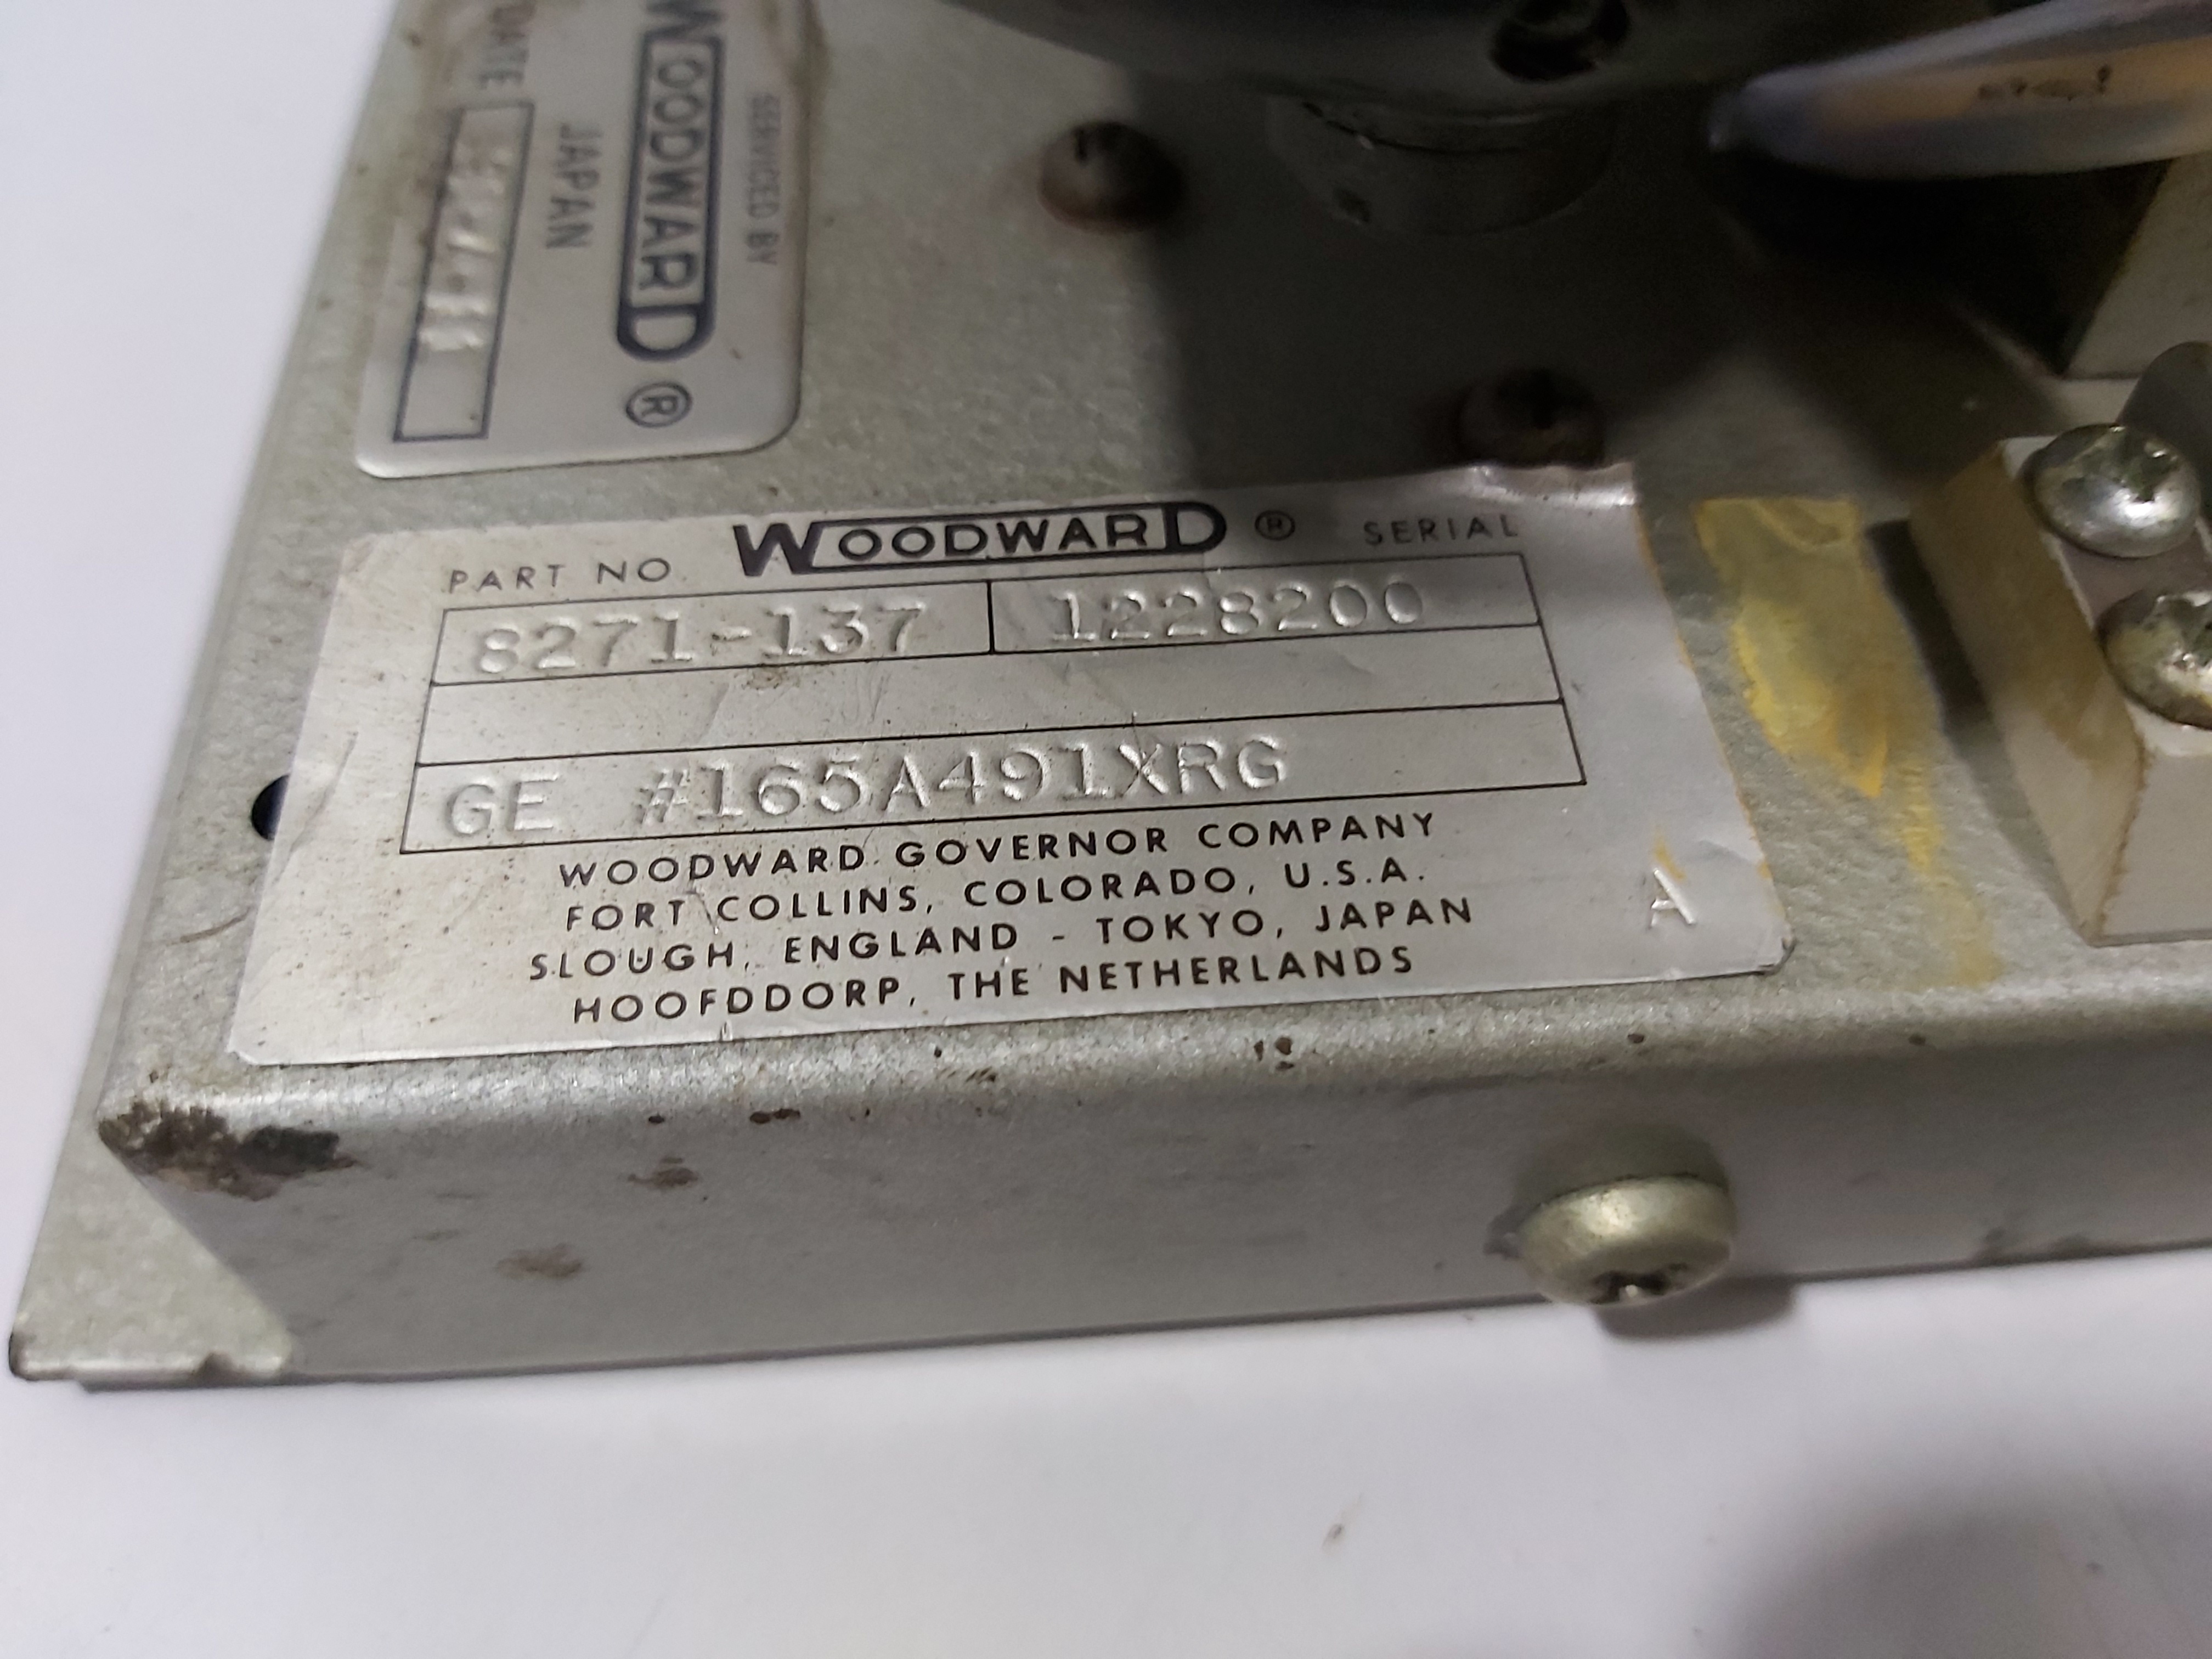 SERVICED BY
WOODWARD ®
JAPAN
DATE
PART NO. WOODWARD ® SERIAL
8271-137 1228200
GE #165A491XRG
WOODWARD GOVERNOR COMPANY
FORT COLLINS, COLORADO, U.S.A.
SLOUGH, ENGLAND - TOKYO, JAPAN
HOOFDDORP, THE NETHERLANDS
A